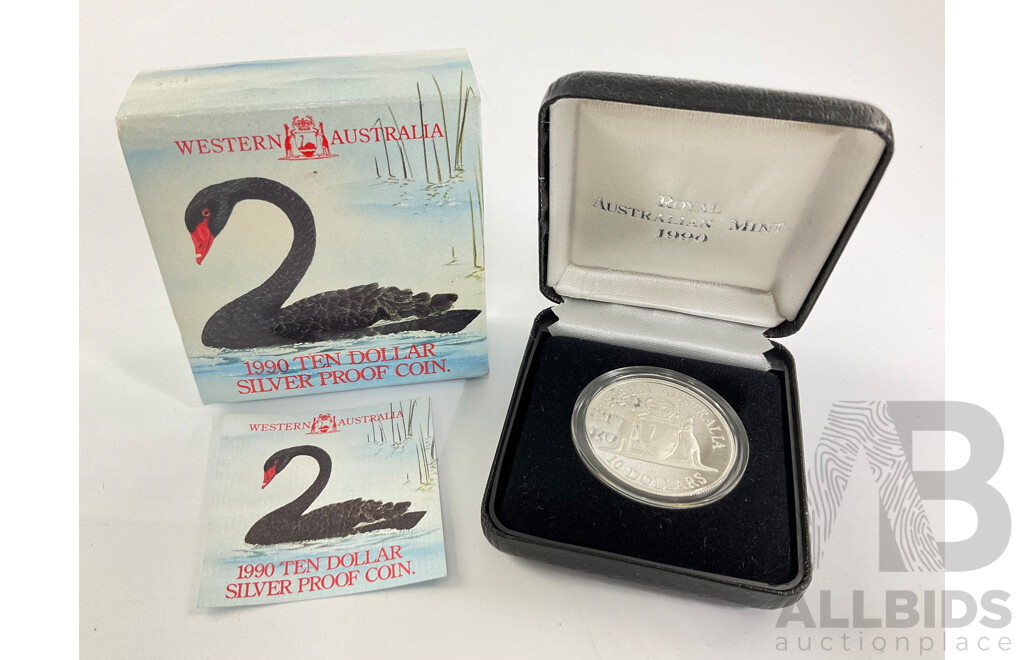 WESTERN AUSTRALIA
1990 TEN DOLLAR
SILVER PROOF COIN.
WESTERN AUSTRALIA
1990 TEN DOLLAR
SILVER PROOF COIN.
ROYAL
AUSTRALIAN MINT
1990
AUSTRALIA
10 DOLLARS
AB
ALLBIDS
auctionplace